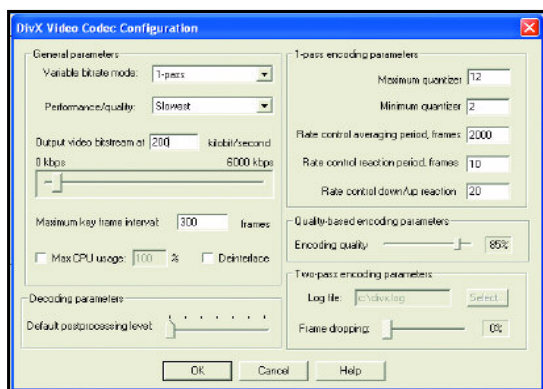 DivX Video Codec Configuration
General parameters
Variable bitrate mode: 1-pass
Performance/quality: Slowest
Output video bitstream at 200 kilobit/second
0 kbps 6000 kbps
Maximum key frame interval: 300 frames
Max CPU usage: 100 % Deinterlace
Decoding parameters
Default postprocessing level:
1-pass encoding parameters
Maximum quantizer 12
Minimum quantizer 2
Rate control averaging period, frames 2000
Rate control reaction period, frames 10
Rate control down/up reaction 20
Quality-based encoding parameters
Encoding quality 85%
Two-pass encoding parameters
Log file: c:\divx.log Select...
Frame dropping: 0%
OK Cancel Help